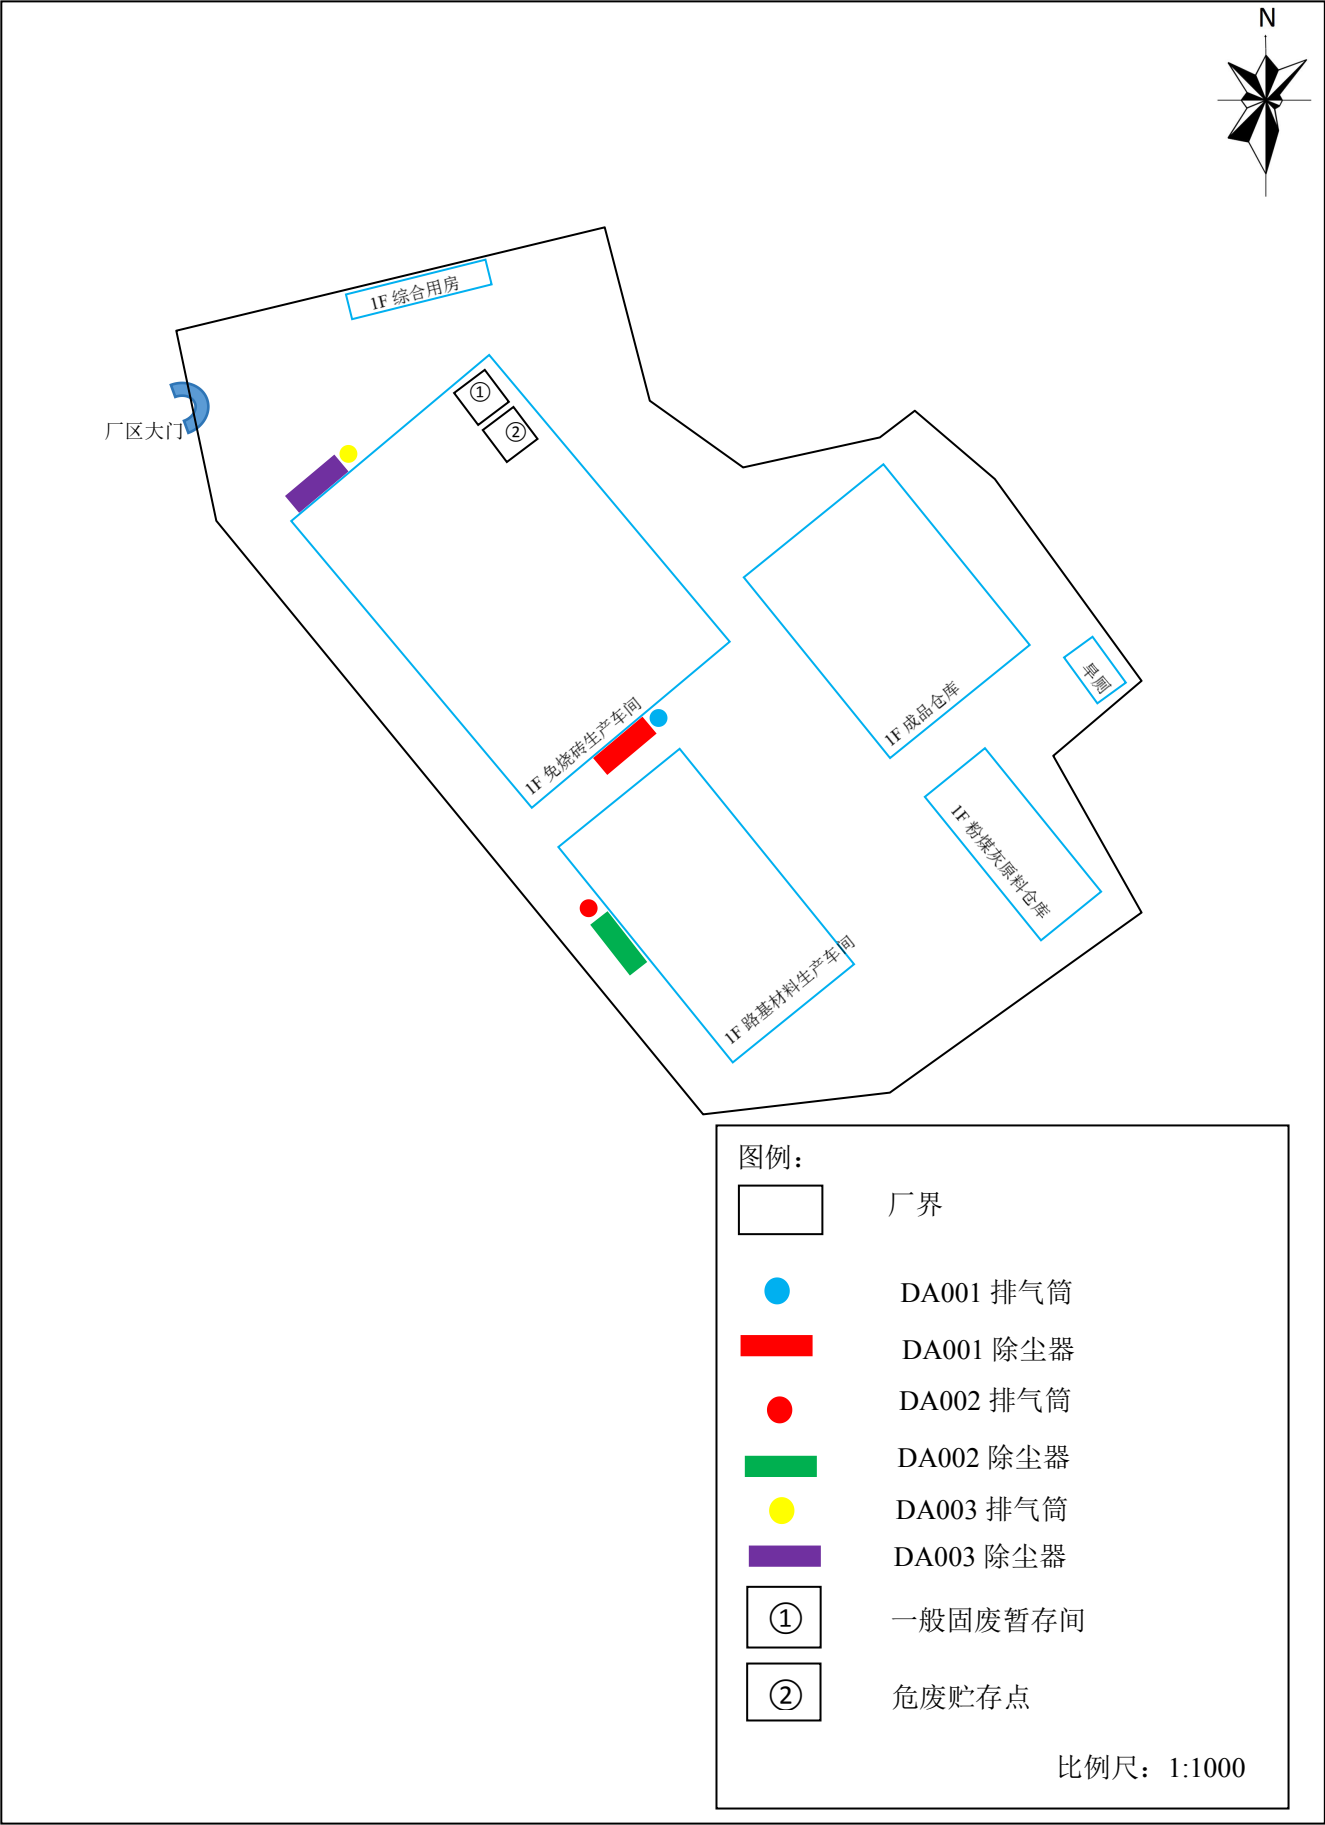 N
1F 综合用房
①
②
厂区大门
1F 免烧砖生产车间
1F 成品仓库
旱厕
1F 粉煤灰原料仓库
1F 路基材料生产车间
图例：
厂界
DA001 排气筒
DA001 除尘器
DA002 排气筒
DA002 除尘器
DA003 排气筒
DA003 除尘器
① 一般固废暂存间
② 危废贮存点
比例尺：1:1000